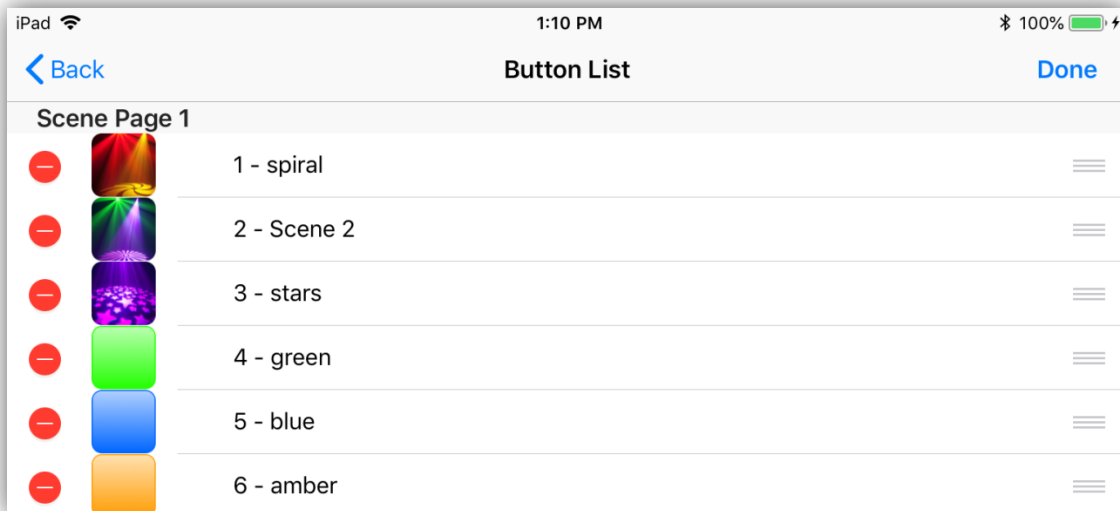 iPad 1:10 PM 100%
Back Button List Done
Scene Page 1
1 - spiral
2 - Scene 2
3 - stars
4 - green
5 - blue
6 - amber